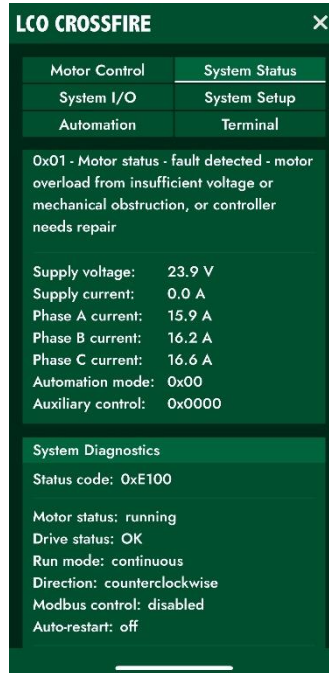 LCO CROSSFIRE ×
Motor Control System Status
System I/O System Setup
Automation Terminal
0x01 - Motor status - fault detected - motor
overload from insufficient voltage or
mechanical obstruction, or controller
needs repair
Supply voltage: 23.9 V
Supply current: 0.0 A
Phase A current: 15.9 A
Phase B current: 16.2 A
Phase C current: 16.6 A
Automation mode: 0x00
Auxiliary control: 0x0000
System Diagnostics
Status code: 0xE100
Motor status: running
Drive status: OK
Run mode: continuous
Direction: counterclockwise
Modbus control: disabled
Auto-restart: off